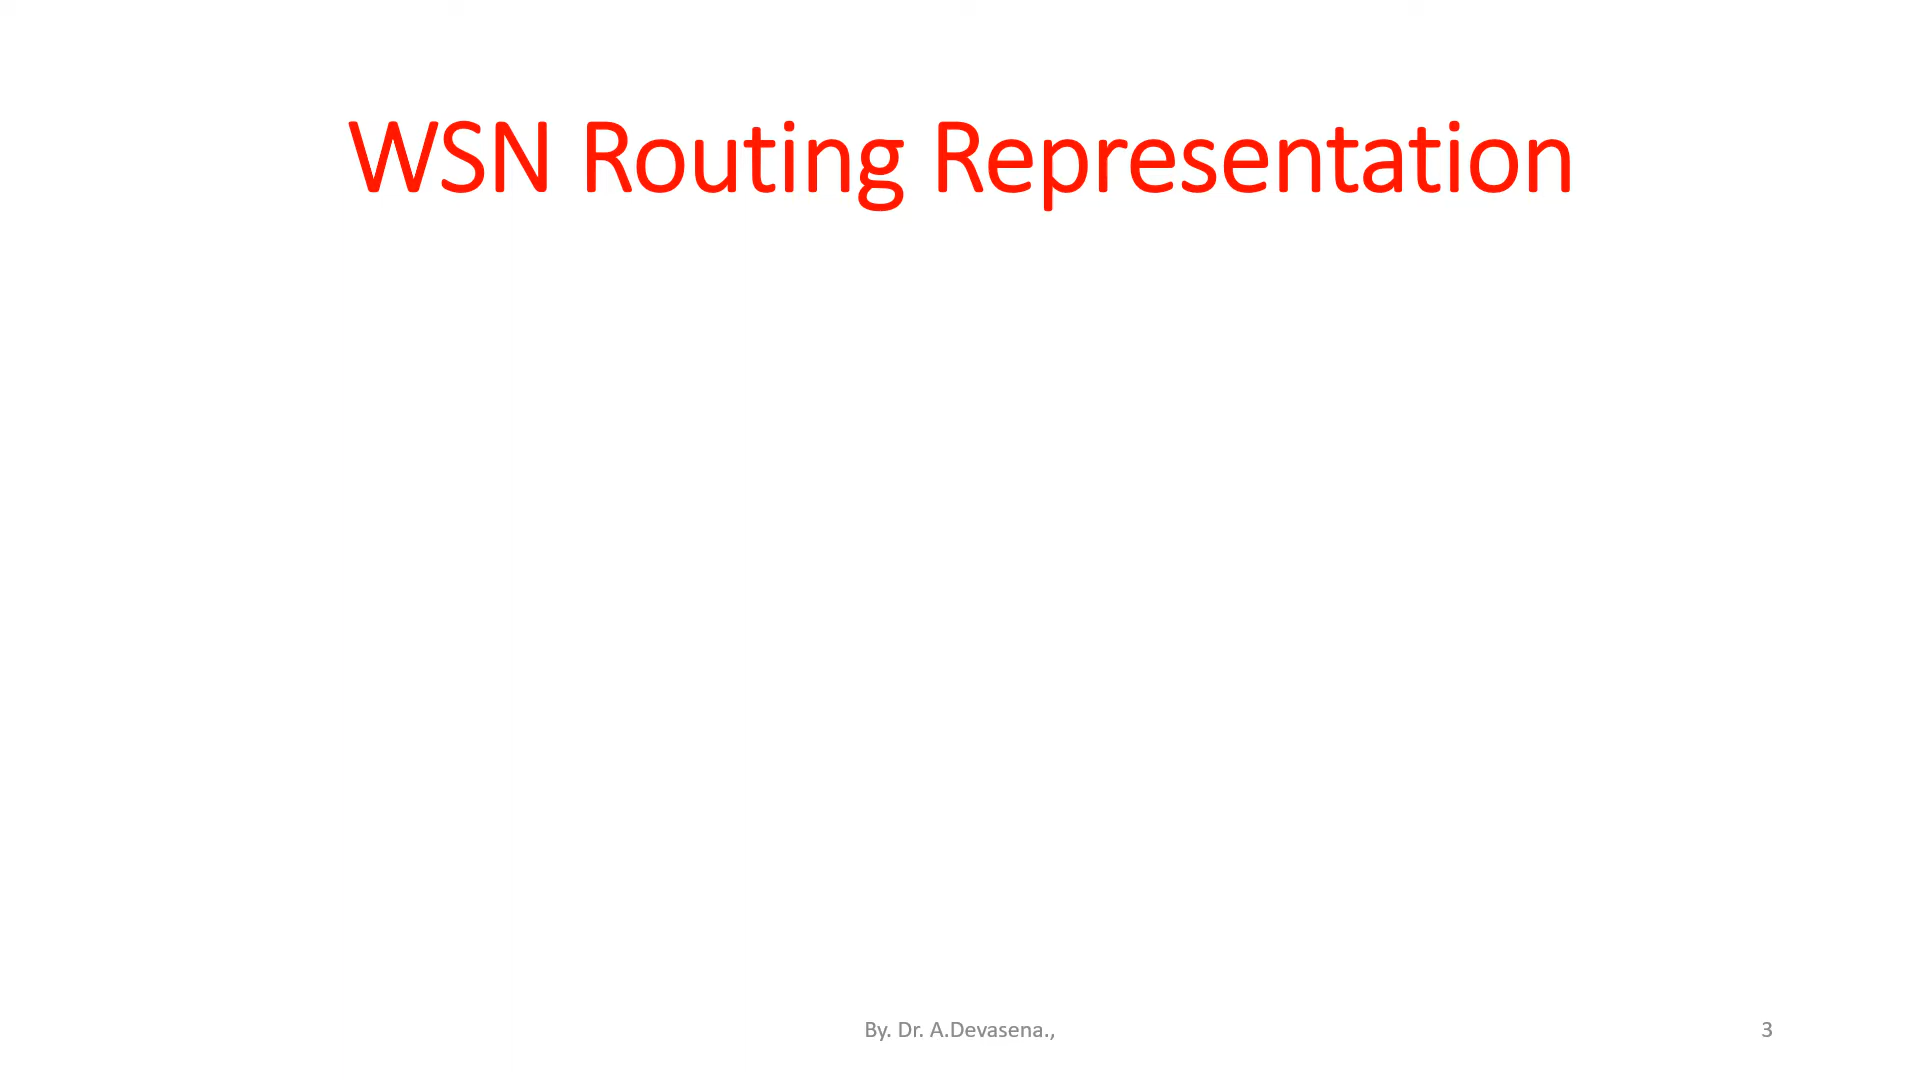 WSN Routing Representation
By. Dr. A.Devasena.,
3